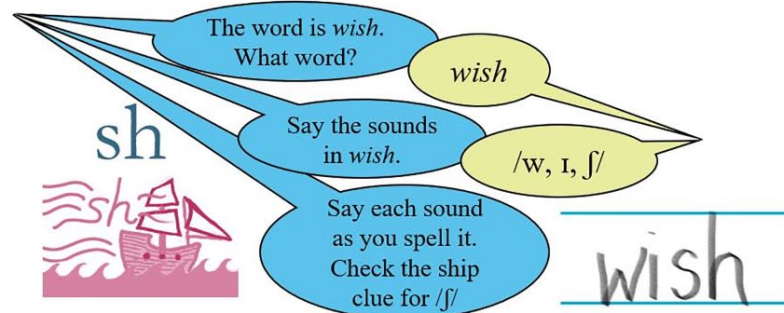 The word is wish.
What word?
wish
Say the sounds
in wish.
/w, ɪ, ʃ/
sh
sh
Say each sound
as you spell it.
Check the ship
clue for /ʃ/
wish